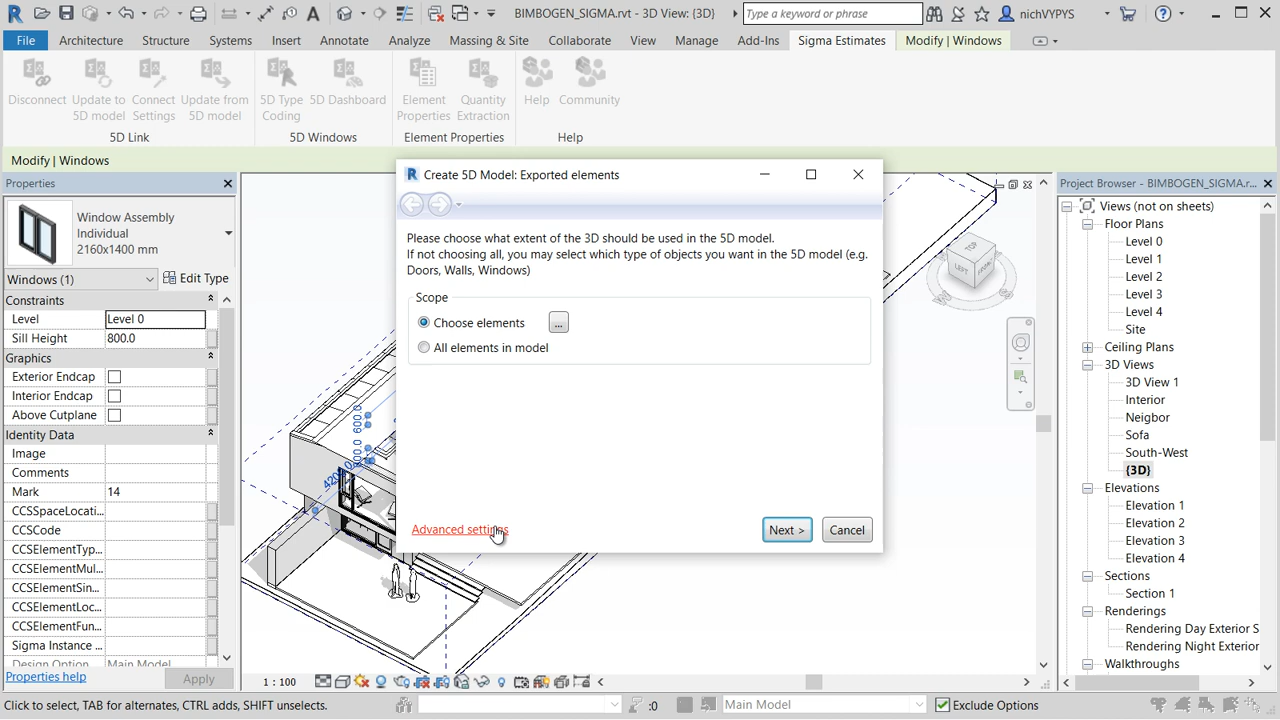 BIMBOGEN_SIGMA.rvt - 3D View: {3D}
Type a keyword or phrase
nichVYPYS
File
Architecture
Structure
Systems
Insert
Annotate
Analyze
Massing & Site
Collaborate
View
Manage
Add-Ins
Sigma Estimates
Modify | Windows
Disconnect
Update to
5D model
Connect
Settings
Update from
5D model
5D Type
Coding
5D Dashboard
Element
Properties
Quantity
Extraction
Help
Community
5D Link
5D Windows
Element Properties
Help
Modify | Windows
Properties
Window Assembly
Individual
2160x1400 mm
Windows (1)
Edit Type
Constraints
Level
Level 0
Sill Height
800.0
Graphics
Exterior Endcap
Interior Endcap
Above Cutplane
Identity Data
Image
Comments
Mark
14
CCSSpaceLocati...
CCSCode
CCSElementTyp...
CCSElementMul...
CCSElementSin...
CCSElementLoc...
CCSElementFun...
Sigma Instance ...
Design Option
Main Model
Properties help
Apply
600.0
Create 5D Model: Exported elements
Please choose what extent of the 3D should be used in the 5D model.
If not choosing all, you may select which type of objects you want in the 5D model (e.g.
Doors, Walls, Windows)
Scope
Choose elements
...
All elements in model
Advanced settings
Next >
Cancel
TOP
LEFT
FRONT
1 : 100
Project Browser - BIMBOGEN_SIGMA.r...
Views (not on sheets)
Floor Plans
Level 0
Level 1
Level 2
Level 3
Level 4
Site
Ceiling Plans
3D Views
3D View 1
Interior
Neigbor
Sofa
South-West
{3D}
Elevations
Elevation 1
Elevation 2
Elevation 3
Elevation 4
Sections
Section 1
Renderings
Rendering Day Exterior S
Rendering Night Exterior
Walkthroughs
Click to select, TAB for alternates, CTRL adds, SHIFT unselects.
:0
Main Model
Exclude Options